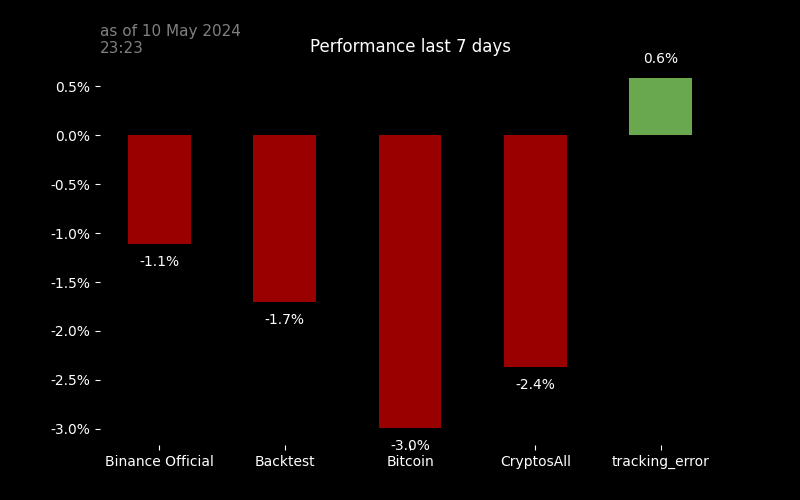 as of 10 May 2024
23:23
Performance last 7 days
0.6%
0.5%
0.0%
-0.5%
-1.0%
-1.5%
-2.0%
-2.5%
-3.0%
-1.1%
-1.7%
-3.0%
-2.4%
Binance Official
Backtest
Bitcoin
CryptosAll
tracking_error